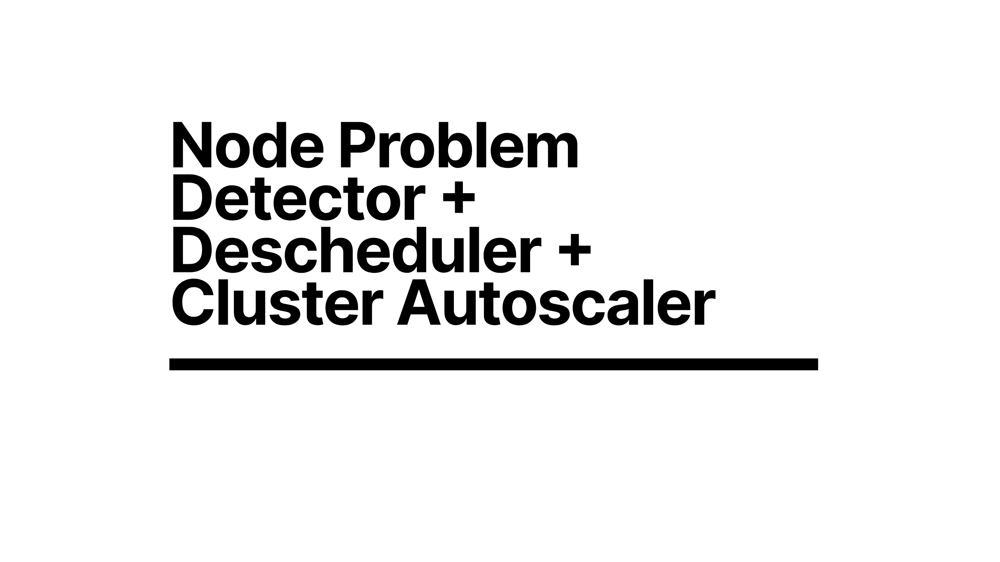 Node Problem
Detector +
Descheduler +
Cluster Autoscaler